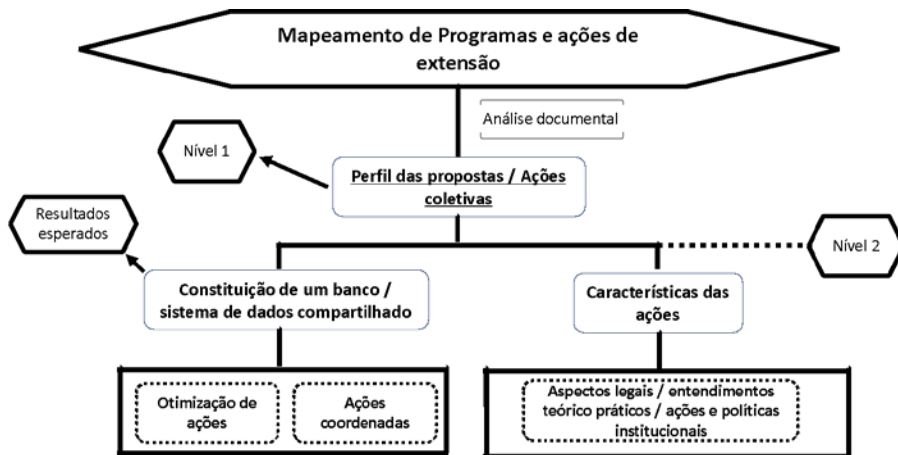 Mapeamento de Programas e ações de
extensão
Análise documental
Nível 1
Perfil das propostas / Ações
coletivas
Resultados
esperados
Nível 2
Constituição de um banco /
sistema de dados compartilhado
Características das
ações
Otimização de
ações
Ações
coordenadas
Aspectos legais / entendimentos
teórico práticos / ações e políticas
institucionais